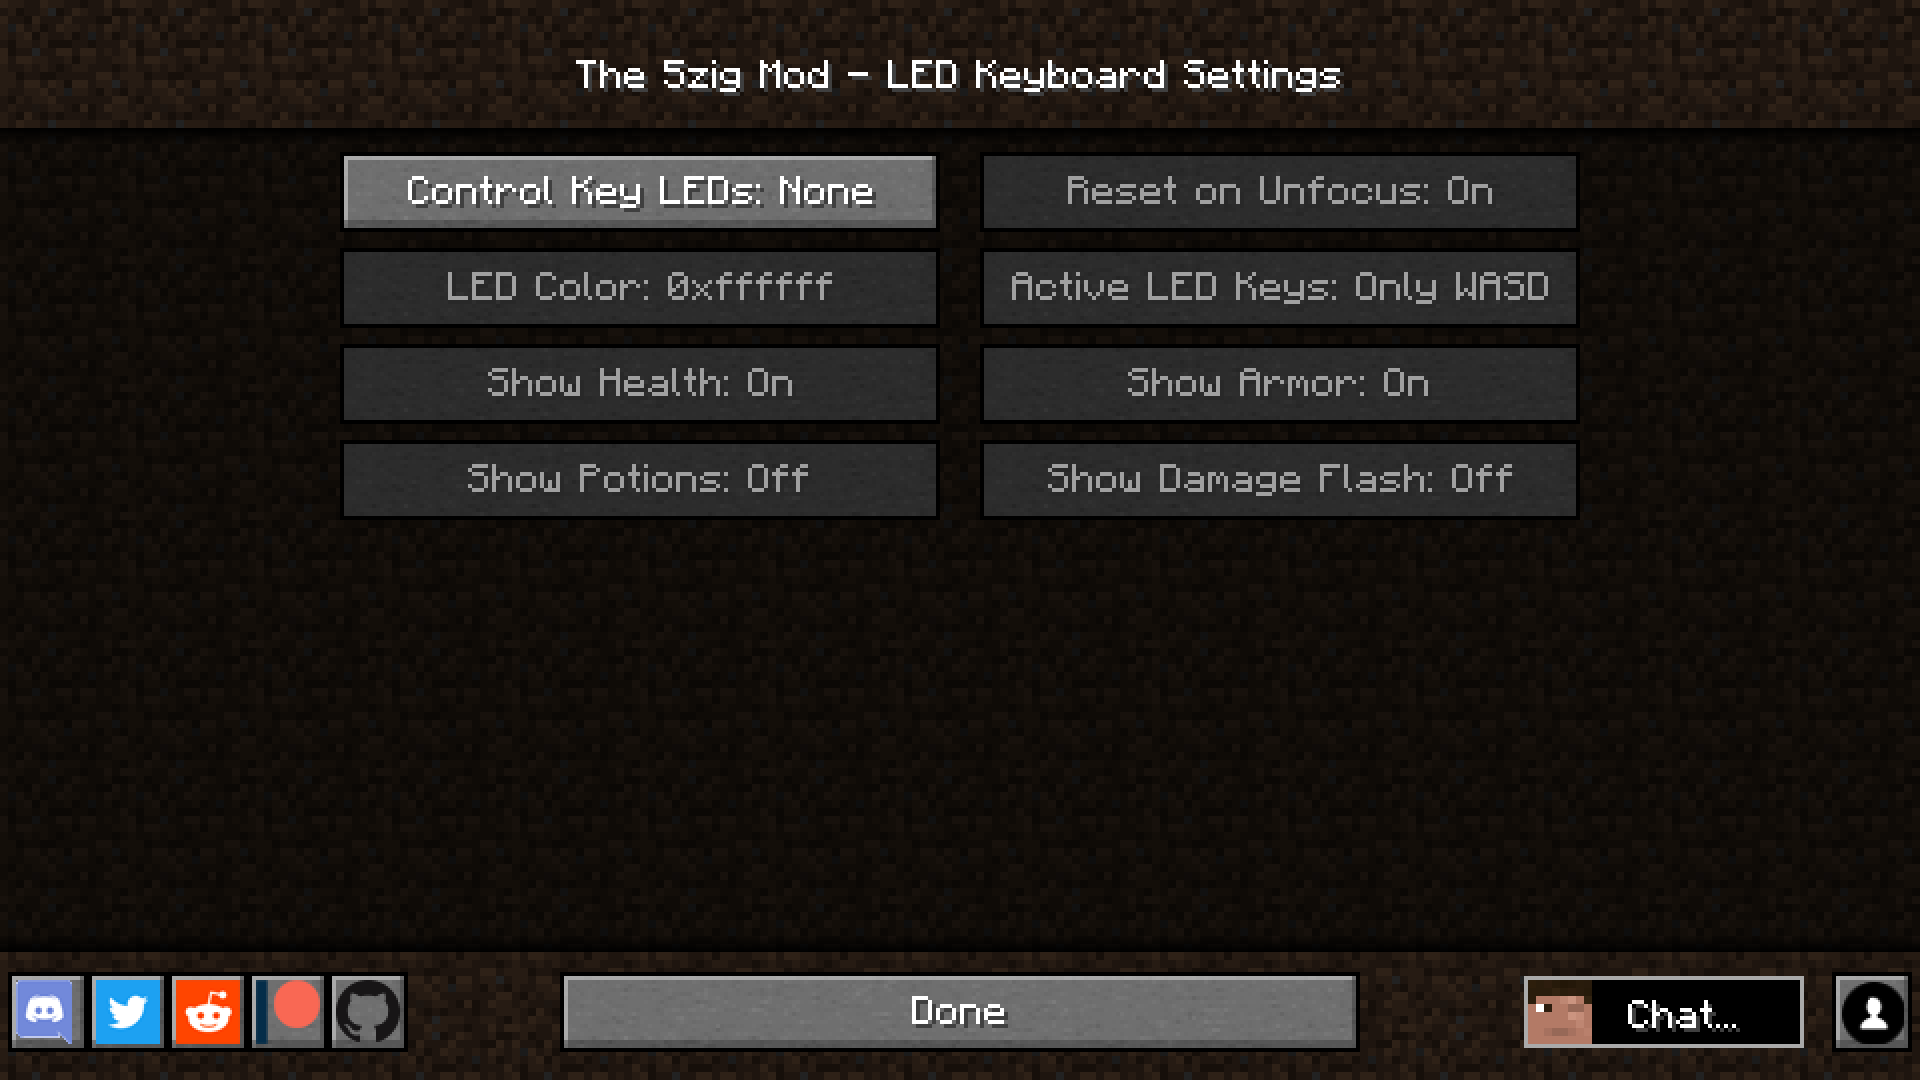 The 5zig Mod - LED Keyboard Settings
Control Key LEDs: None
Reset on Unfocus: On
LED Color: 0xffffff
Active LED Keys: Only WASD
Show Health: On
Show Armor: On
Show Potions: Off
Show Damage Flash: Off
Done
Chat...